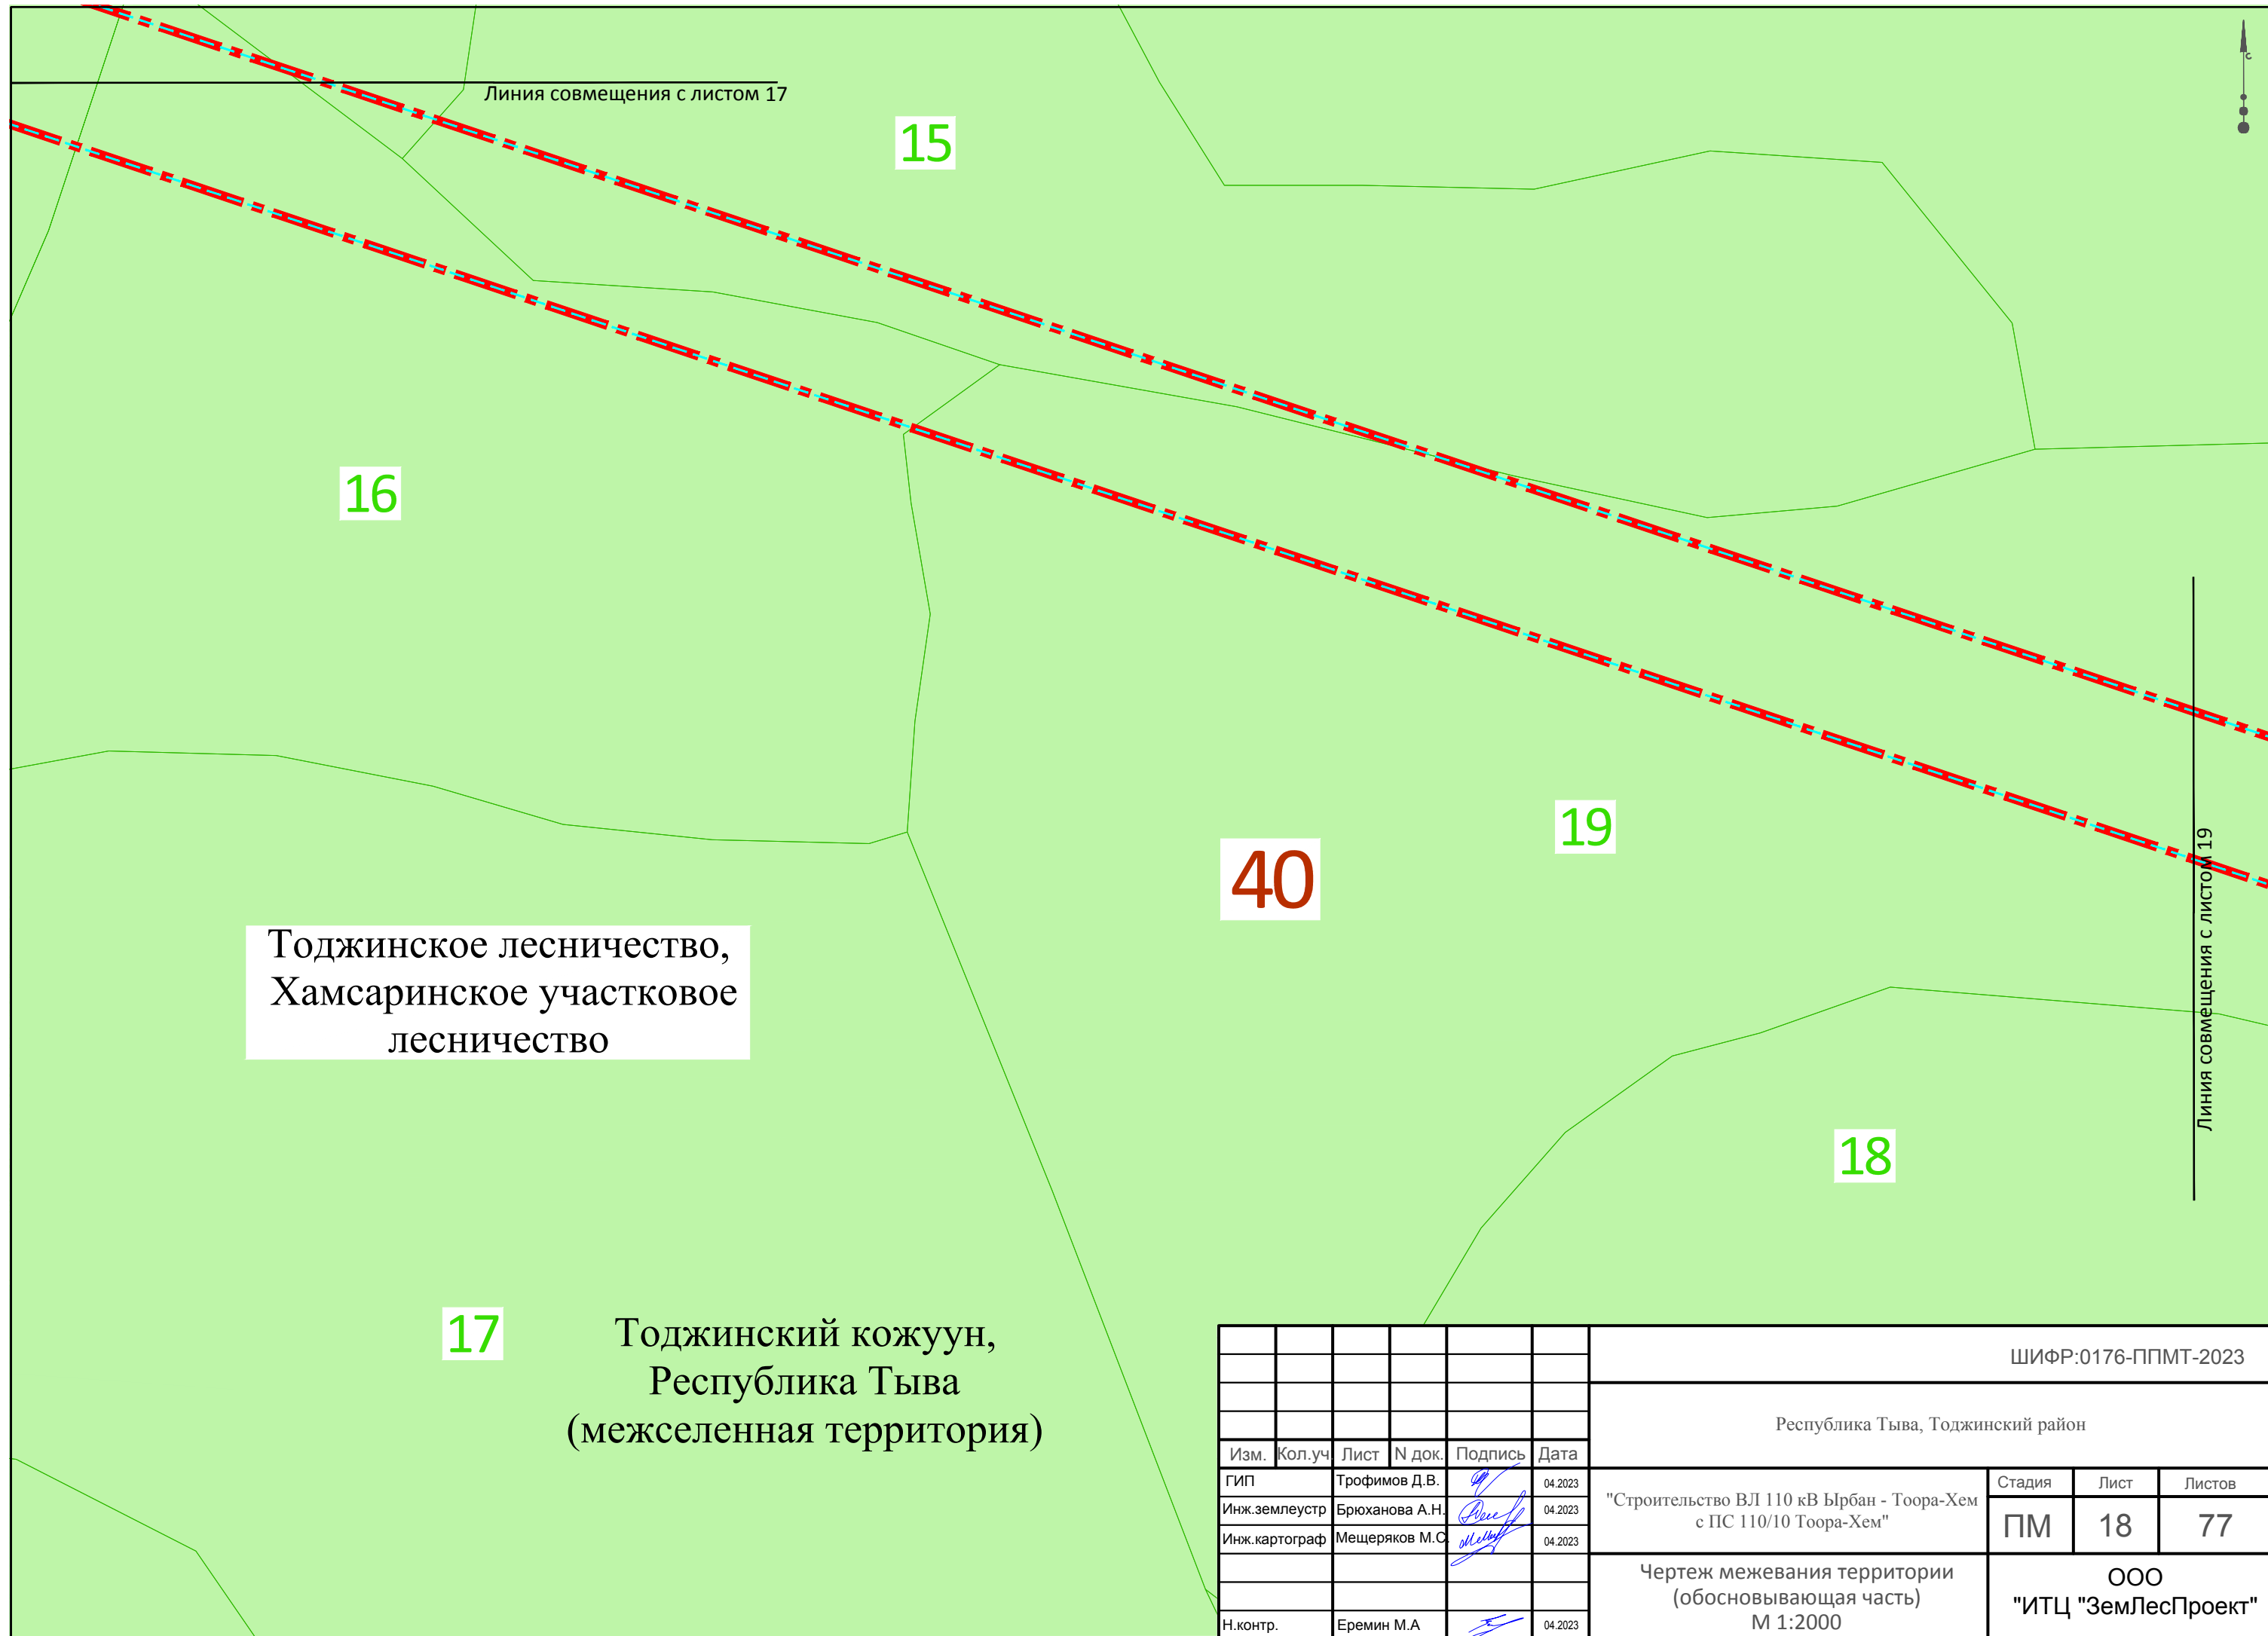 с
Линия совмещения с листом 17
15
16
19
40
Линия совмещения с листом 19
Тоджинское лесничество,
Хамсаринское участковое
лесничество
18
17
Тоджинский кожуун,
Республика Тыва
(межселенная территория)
ШИФР:0176-ППМТ-2023
Республика Тыва, Тоджинский район
Изм. Кол.уч. Лист N док. Подпись Дата
ГИП Трофимов Д.В. 04.2023
Инж.землеустр Брюханова А.Н. 04.2023
Инж.картограф Мещеряков М.С. 04.2023
Н.контр. Еремин М.А 04.2023
"Строительство ВЛ 110 кВ Ырбан - Тоора-Хем
с ПС 110/10 Тоора-Хем"
Стадия Лист Листов
ПМ 18 77
Чертеж межевания территории
(обосновывающая часть)
М 1:2000
ООО
"ИТЦ "ЗемЛесПроект"